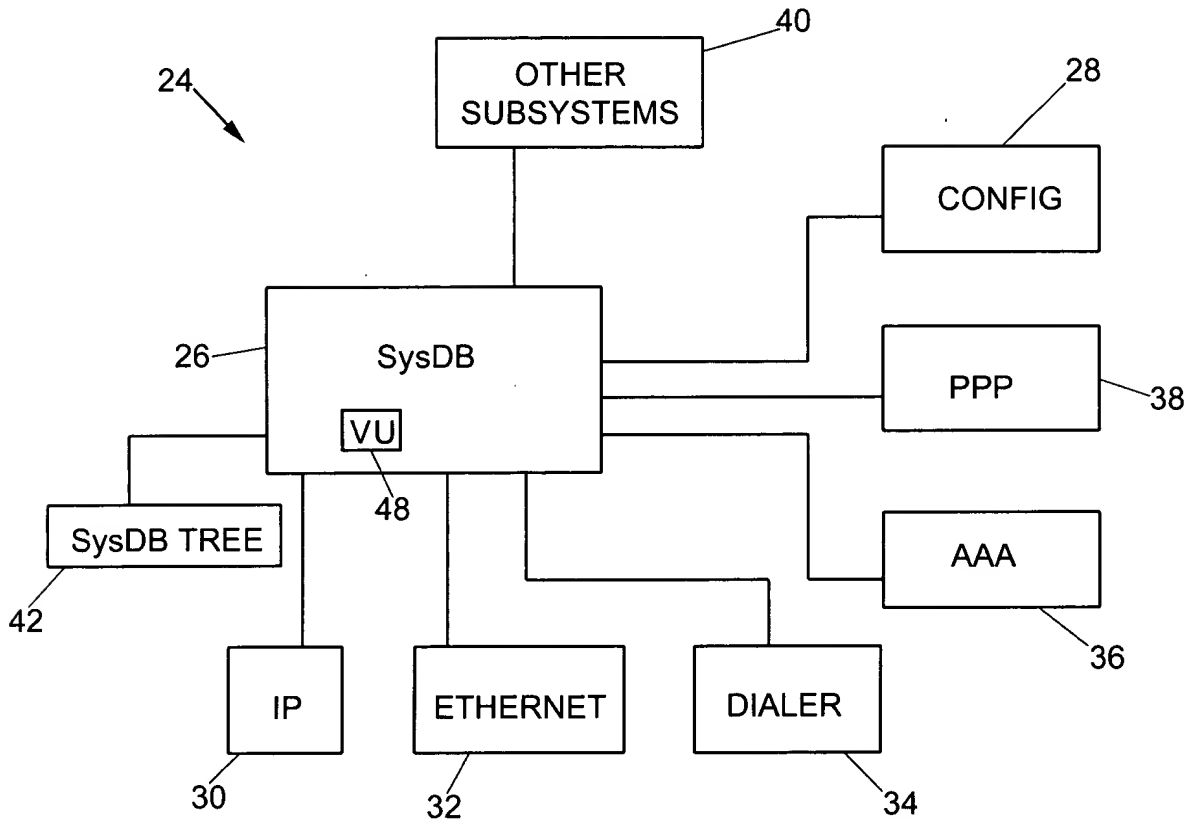 40
OTHER
SUBSYSTEMS
24
28
CONFIG
26
SysDB
PPP
38
VU
48
SysDB TREE
42
AAA
36
IP
30
ETHERNET
32
DIALER
34